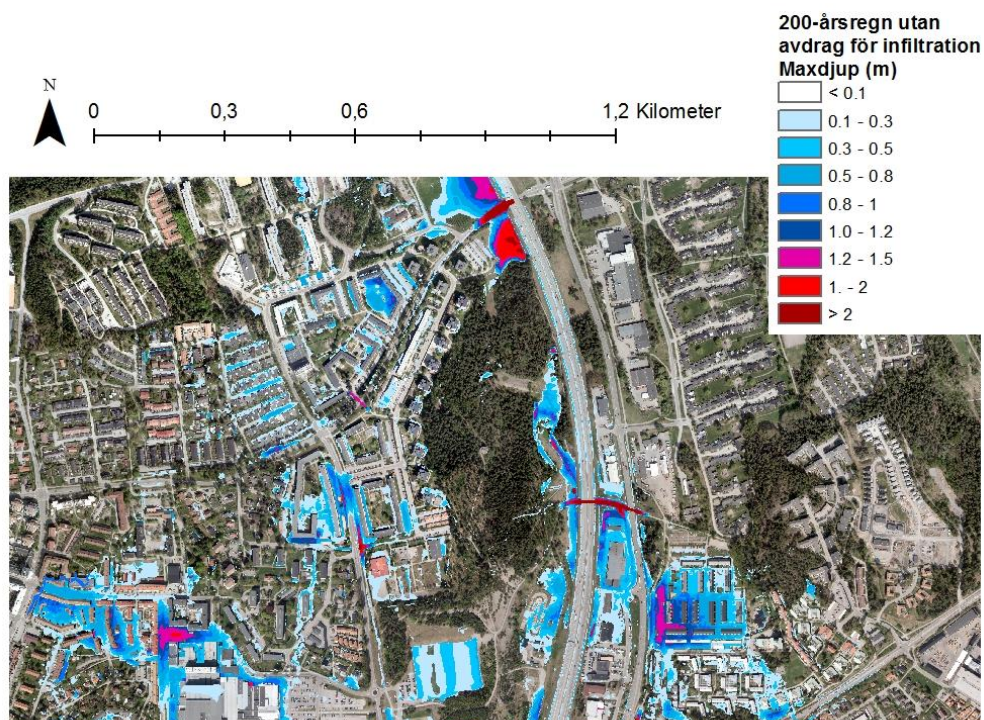 200-årsregn utan
avdrag för infiltration
Maxdjup (m)
< 0.1
0.1 - 0.3
0.3 - 0.5
0.5 - 0.8
0.8 - 1
1.0 - 1.2
1.2 - 1.5
1. - 2
> 2
N
0 0,3 0,6 1,2 Kilometer